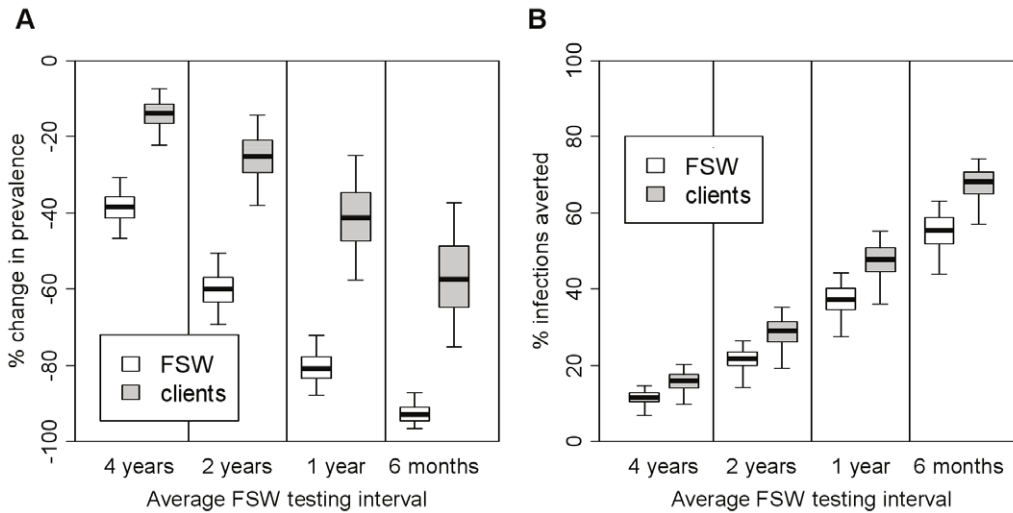 A
% change in prevalence
0
-20
-40
-60
-80
-100
FSW
clients
4 years
2 years
1 year
6 months
Average FSW testing interval
B
% infections averted
100
80
60
40
20
0
FSW
clients
4 years
2 years
1 year
6 months
Average FSW testing interval